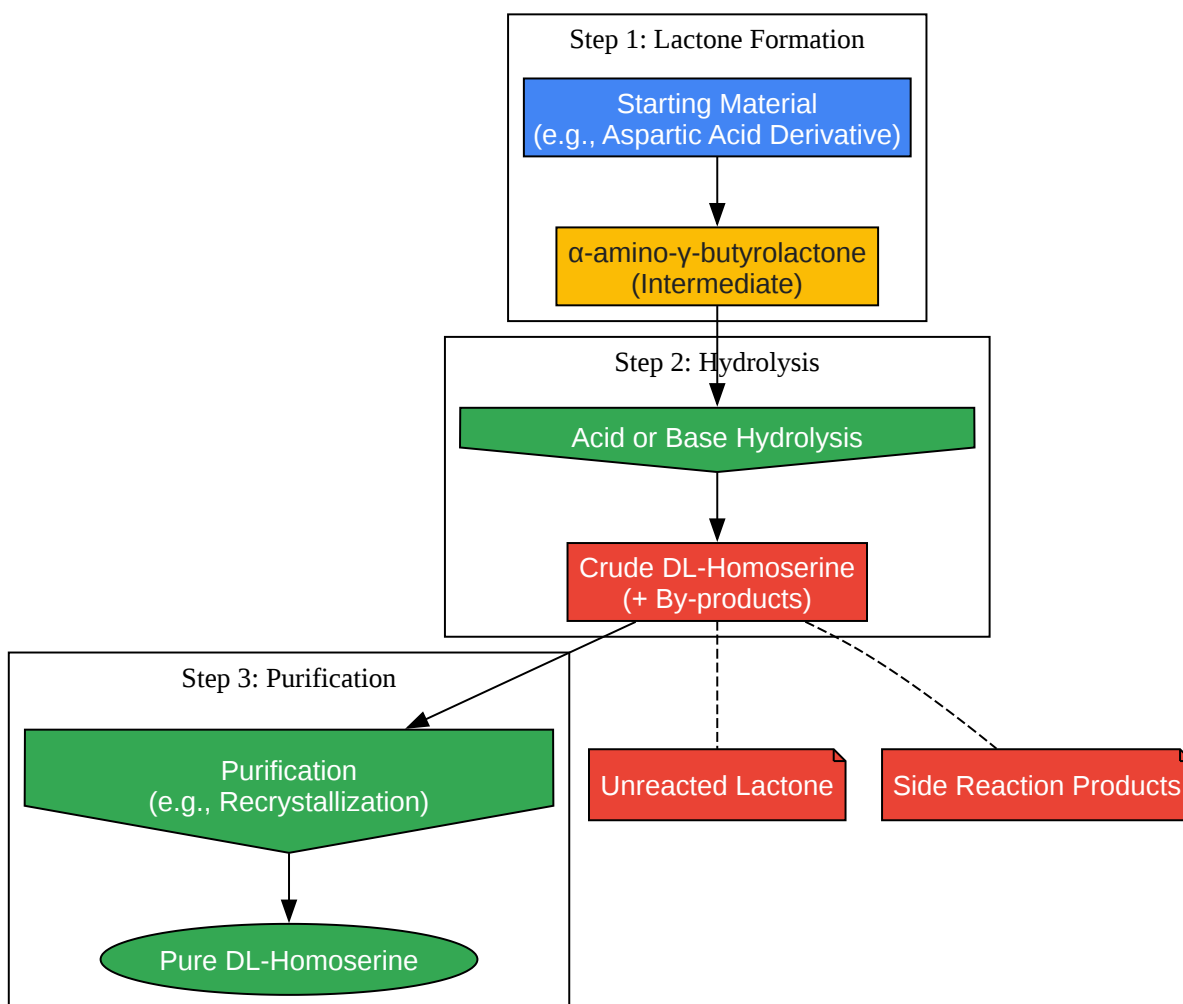 Step 1: Lactone Formation
Starting Material
(e.g., Aspartic Acid Derivative)
α-amino-γ-butyrolactone
(Intermediate)
Step 2: Hydrolysis
Acid or Base Hydrolysis
Crude DL-Homoserine
(+ By-products)
Step 3: Purification
Purification
(e.g., Recrystallization)
Unreacted Lactone
Side Reaction Products
Pure DL-Homoserine